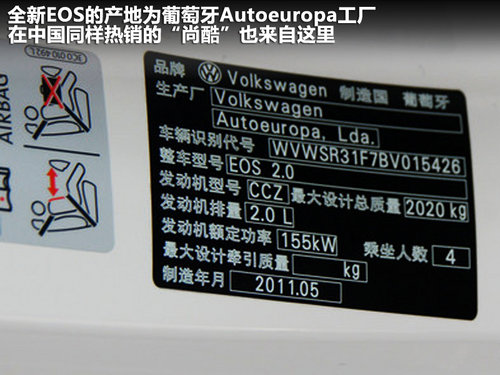 全新EOS的产地为葡萄牙Autoeuropa工厂
在中国同样热销的“尚酷”也来自这里
AIRBAG
3C0 010 492 L
品牌 Volkswagen 制造国 葡萄牙
生产厂 Volkswagen
Autoeuropa, Lda.
车辆识别代号 WVWSR31F7BV015426
整车型号 EOS 2.0
发动机型号 CCZ 最大设计总质量 2020 kg
发动机排量 2.0 L
发动机额定功率 155kW 乘坐人数 4
最大设计牵引质量 kg
制造年月 2011.05